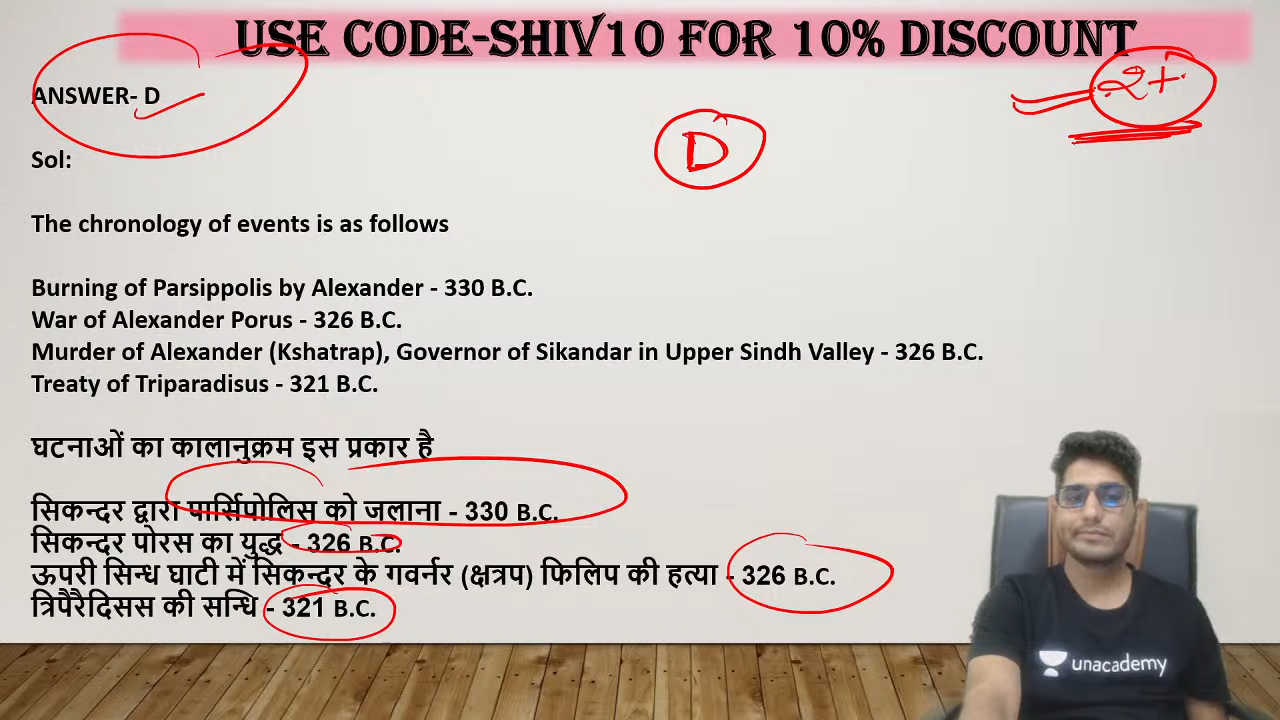 USE CODE-SHIV10 FOR 10% DISCOUNT
ANSWER- D
2+
D
Sol:
The chronology of events is as follows
Burning of Parsippolis by Alexander - 330 B.C.
War of Alexander Porus - 326 B.C.
Murder of Alexander (Kshatrap), Governor of Sikandar in Upper Sindh Valley - 326 B.C.
Treaty of Triparadisus - 321 B.C.
घटनाओं का कालानुक्रम इस प्रकार है
सिकन्दर द्वारा पार्सिपोलिस को जलाना - 330 B.C.
सिकन्दर पोरस का युद्ध - 326 B.C.
ऊपरी सिन्ध घाटी में सिकन्दर के गवर्नर (क्षत्रप) फिलिप की हत्या - 326 B.C.
त्रिपैरैदिसस की सन्धि - 321 B.C.
unacademy